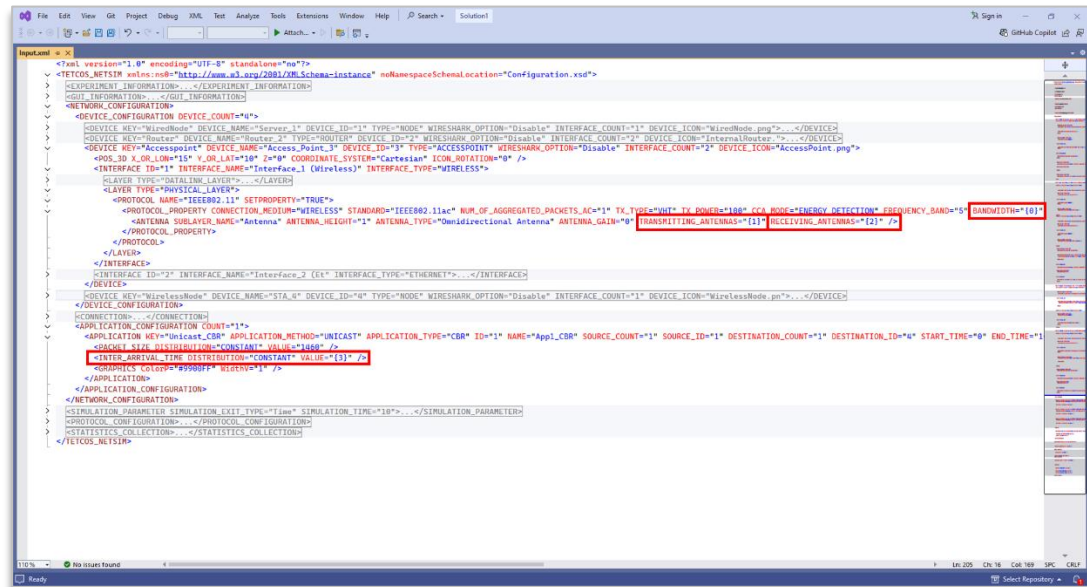 File Edit View Git Project Debug XML Test Analyze Tools Extensions Window Help Search Solution1 Sign in
Attach... GitHub Copilot
Input.xml
<?xml version="1.0" encoding="UTF-8" standalone="no"?>
<TETCOS_NETSIM xmlns:ns0="http://www.w3.org/2001/XMLSchema-instance" noNamespaceSchemaLocation="Configuration.xsd">
<EXPERIMENT_INFORMATION>...</EXPERIMENT_INFORMATION>
<GUI_INFORMATION>...</GUI_INFORMATION>
<NETWORK_CONFIGURATION>
<DEVICE_CONFIGURATION DEVICE_COUNT="4">
<DEVICE KEY="WiredNode" DEVICE_NAME="Server_1" DEVICE_ID="1" TYPE="NODE" WIRESHARK_OPTION="Disable" INTERFACE_COUNT="1" DEVICE_ICON="WiredNode.png">...</DEVICE>
<DEVICE KEY="Router" DEVICE_NAME="Router_2" TYPE="ROUTER" DEVICE_ID="2" WIRESHARK_OPTION="Disable" INTERFACE_COUNT="2" DEVICE_ICON="InternalRouter.">...</DEVICE>
<DEVICE KEY="Accesspoint" DEVICE_NAME="Access_Point_3" DEVICE_ID="3" TYPE="ACCESSPOINT" WIRESHARK_OPTION="Disable" INTERFACE_COUNT="2" DEVICE_ICON="AccessPoint.png">
<POS_3D X_OR_LON="15" Y_OR_LAT="10" Z="0" COORDINATE_SYSTEM="Cartesian" ICON_ROTATION="0" />
<INTERFACE ID="1" INTERFACE_NAME="Interface_1 (Wireless)" INTERFACE_TYPE="WIRELESS">
<LAYER TYPE="DATALINK_LAYER">...</LAYER>
<LAYER TYPE="PHYSICAL_LAYER">
<PROTOCOL NAME="IEEE802.11" SETPROPERTY="TRUE">
<PROTOCOL_PROPERTY CONNECTION_MEDIUM="WIRELESS" STANDARD="IEEE802.11ac" NUM_OF_AGGREGATED_PACKETS_AC="1" TX_TYPE="VHT" TX_POWER="100" CCA_MODE="ENERGY_DETECTION" FREQUENCY_BAND="5" BANDWIDTH="{0}"
<ANTENNA SUBLAYER_NAME="Antenna" ANTENNA_HEIGHT="1" ANTENNA_TYPE="Omnidirectional Antenna" ANTENNA_GAIN="0" TRANSMITTING_ANTENNAS="{1}" RECEIVING_ANTENNAS="{2}" />
</PROTOCOL_PROPERTY>
</PROTOCOL>
</LAYER>
</INTERFACE>
<INTERFACE ID="2" INTERFACE_NAME="Interface_2 (Et" INTERFACE_TYPE="ETHERNET">...</INTERFACE>
</DEVICE>
<DEVICE KEY="WirelessNode" DEVICE_NAME="STA_4" DEVICE_ID="4" TYPE="NODE" WIRESHARK_OPTION="Disable" INTERFACE_COUNT="1" DEVICE_ICON="WirelessNode.pn">...</DEVICE>
</DEVICE_CONFIGURATION>
<CONNECTION>...</CONNECTION>
<APPLICATION_CONFIGURATION COUNT="1">
<APPLICATION KEY="Unicast_CBR" APPLICATION_METHOD="UNICAST" APPLICATION_TYPE="CBR" ID="1" NAME="App1_CBR" SOURCE_COUNT="1" SOURCE_ID="1" DESTINATION_COUNT="1" DESTINATION_ID="4" START_TIME="0" END_TIME="1
<PACKET_SIZE DISTRIBUTION="CONSTANT" VALUE="1460" />
<INTER_ARRIVAL_TIME DISTRIBUTION="CONSTANT" VALUE="{3}" />
<GRAPHICS ColorP="#9900FF" WidthV="1" />
</APPLICATION>
</APPLICATION_CONFIGURATION>
</NETWORK_CONFIGURATION>
<SIMULATION_PARAMETER SIMULATION_EXIT_TYPE="Time" SIMULATION_TIME="10">...</SIMULATION_PARAMETER>
<PROTOCOL_CONFIGURATION>...</PROTOCOL_CONFIGURATION>
<STATISTICS_COLLECTION>...</STATISTICS_COLLECTION>
</TETCOS_NETSIM>
110 % No issues found Ln: 205 Ch: 16 Col: 169 SPC CRLF
Ready Select Repository